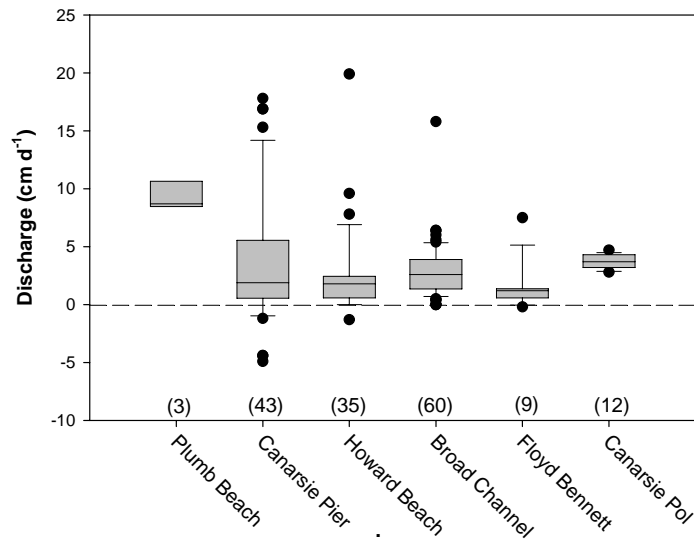 25
20
15
10
5
0
-5
-10
Discharge (cm d⁻¹)
(3) (43) (35) (60) (9) (12)
Plumb Beach
Canarsie Pier
Howard Beach
Broad Channel
Floyd Bennett
Canarsie Pol